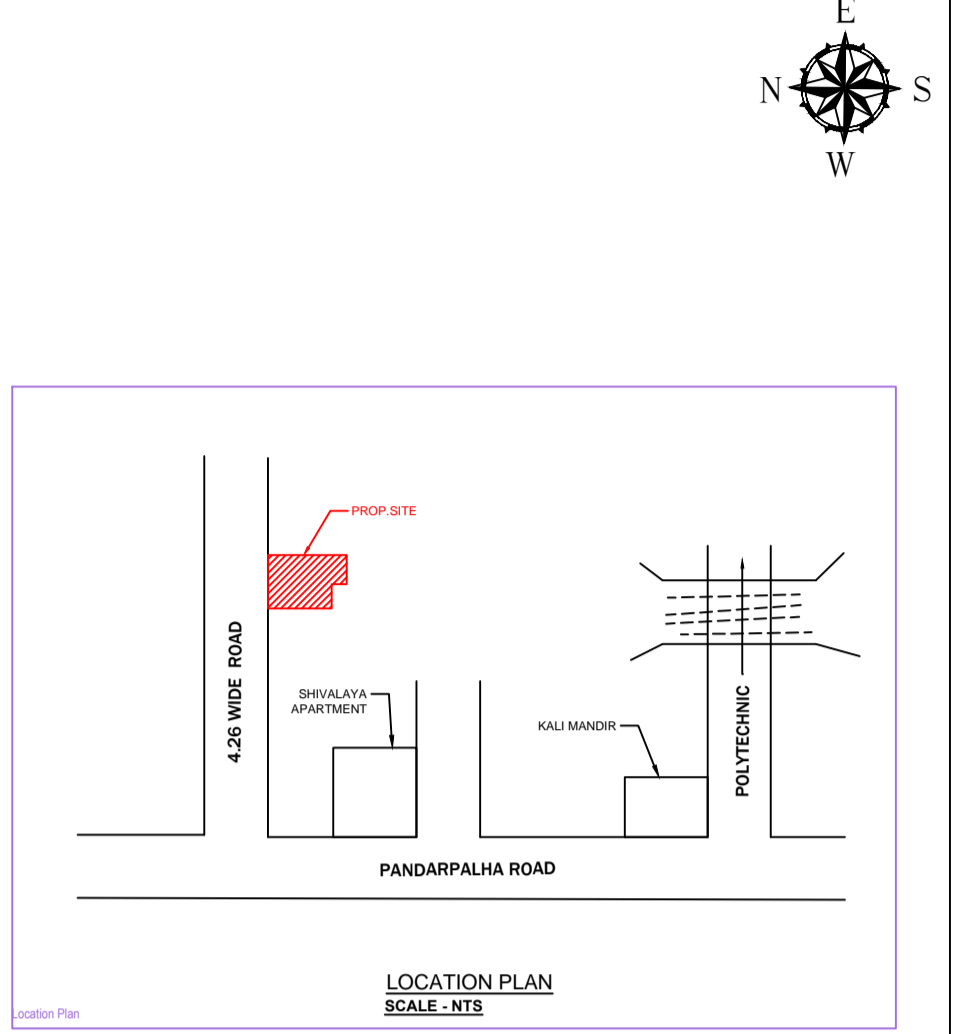 E
N
S
W
PROP.SITE
4.26 WIDE ROAD
SHIVALAYA
APARTMENT
KALI MANDIR
POLYTECHNIC
PANDARPALHA ROAD
LOCATION PLAN
SCALE - NTS
Location Plan